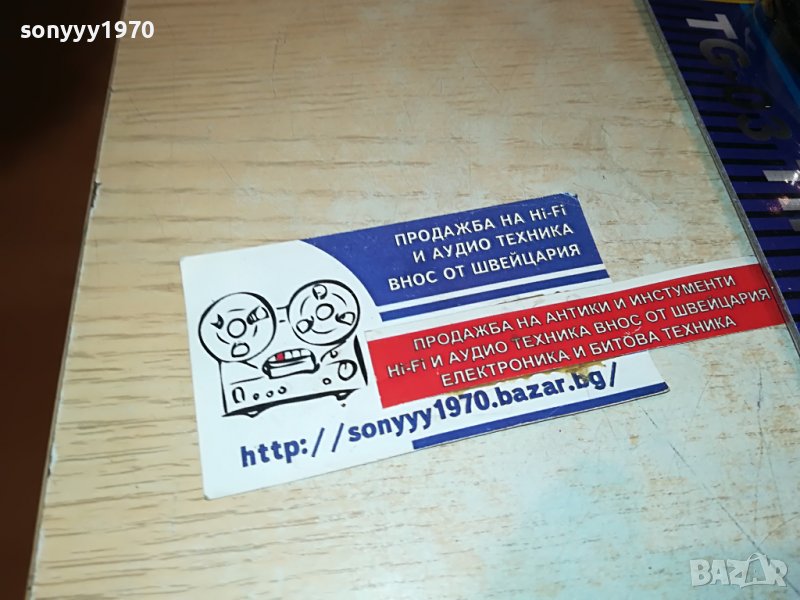 sonyyy1970
TG-03
ПРОДАЖБА НА Hi-Fi
И АУДИО ТЕХНИКА
ВНОС ОТ ШВЕЙЦАРИЯ
ПРОДАЖБА НА АНТИКИ И ИНСТУМЕНТИ
Hi-Fi И АУДИО ТЕХНИКА ВНОС ОТ ШВЕЙЦАРИЯ
ЕЛЕКТРОНИКА И БИТОВА ТЕХНИКА
http://sonyyy1970.bazar.bg/
BAZAR
sonyyy1970